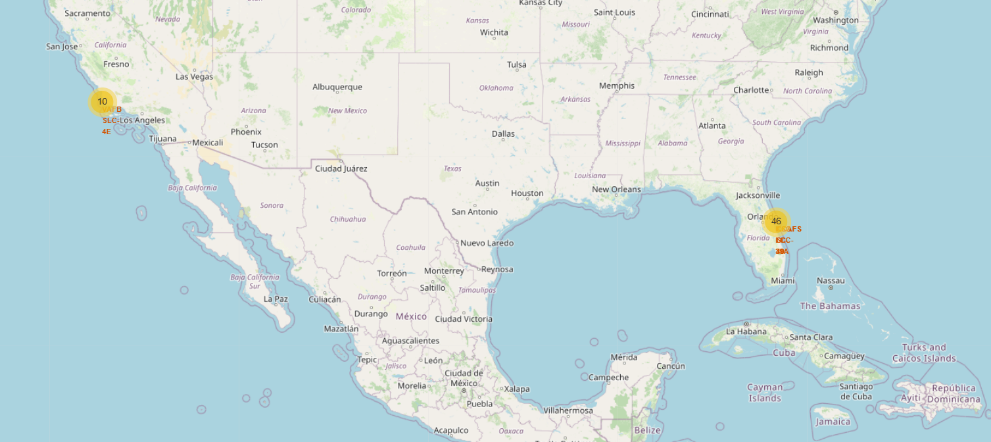 Kansas City
Sacramento
Nevada
Colorado
Kansas
Missouri
Saint Louis
Cincinnati
West Virginia
Washington
San Jose
California
Wichita
Kentucky
Virginia
Richmond
Fresno
Las Vegas
Tulsa
Raleigh
Albuquerque
Oklahoma
Memphis
Tennessee
Charlotte
North Carolina
10
Arizona
New Mexico
Arkansas
SLC-
4E
Los Angeles
Phoenix
Dallas
Atlanta
South Carolina
Tijuana
Mexicali
Tucson
Mississippi
Alabama
Georgia
Ciudad Juárez
Texas
Louisiana
Baja California
Austin
Houston
New Orleans
Jacksonville
Sonora
San Antonio
46
Chihuahua
Florida
Coahuila
Nuevo Laredo
Baja California
Sur
Torreón
Monterrey
Reynosa
Miami
Nassau
La Paz
Culiacán
Durango
Saltillo
Tamaulipas
The Bahamas
Durango
México
Ciudad Victoria
Mazatlán
La Habana
Santa Clara
Aguascalientes
Cuba
Camaguey
Turks and
Caicos Islands
Tepic
León
Mérida
Cancún
Jalisco
Ciudad de
México
Campeche
Cayman
Islands
Santiago
de Cuba
República
Dominicana
Ayiti
Morelia
Xalapa
Puebla
Villahermosa
Jamaica
Acapulco
Oaxaca
Belize